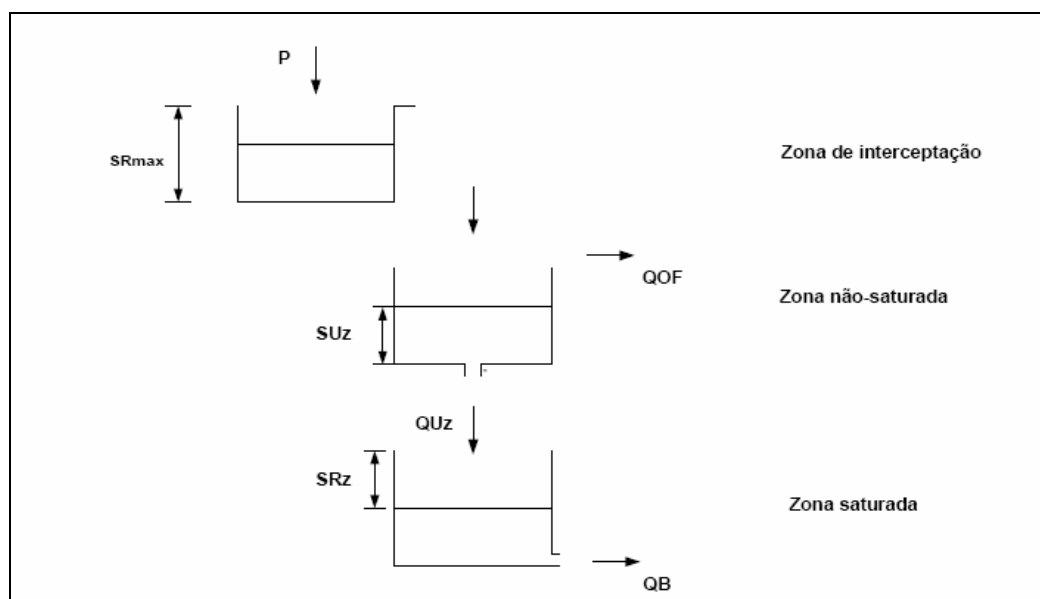 P
SRmax
Zona de interceptação
QOF
Zona não-saturada
SUz
QUz
SRz
Zona saturada
QB